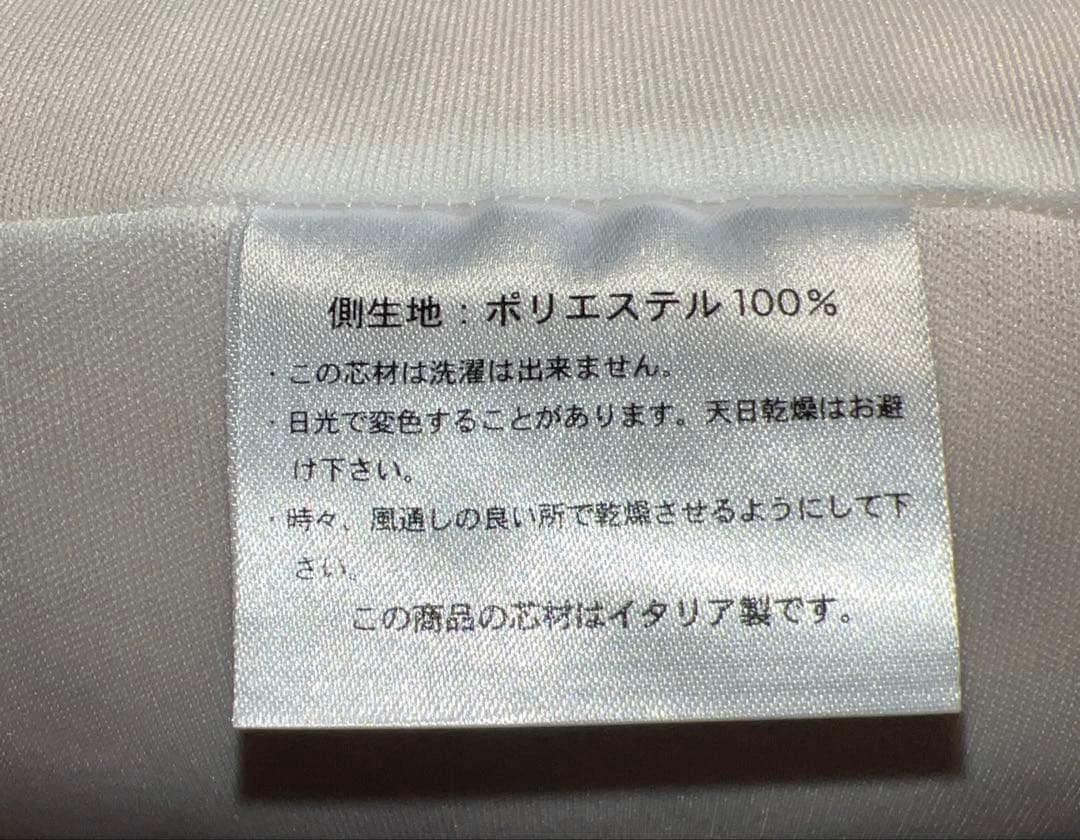 側生地：ポリエステル100%
・この芯材は洗濯は出来ません。
・日光で変色することがあります。天日乾燥はお避
け下さい。
・時々、風通しの良い所で乾燥させるようにして下
さい。
この商品の芯材はイタリア製です。